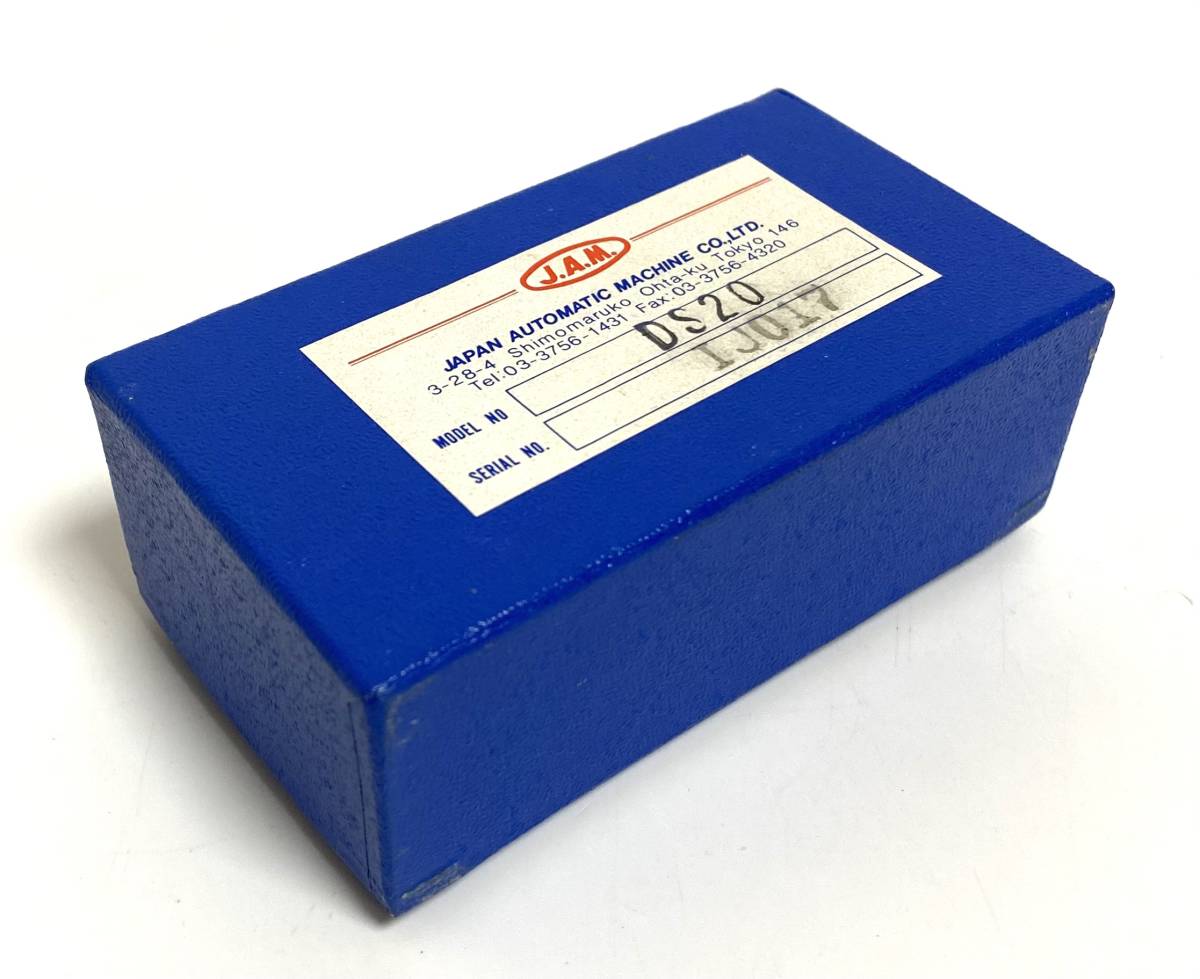 J.A.M.
JAPAN AUTOMATIC MACHINE CO.,LTD.
3-28-4 Shimomaruko Ohta-ku Tokyo 146
Tel:03-3756-1431 Fax:03-3756-4320
MODEL NO DS20
SERIAL NO.